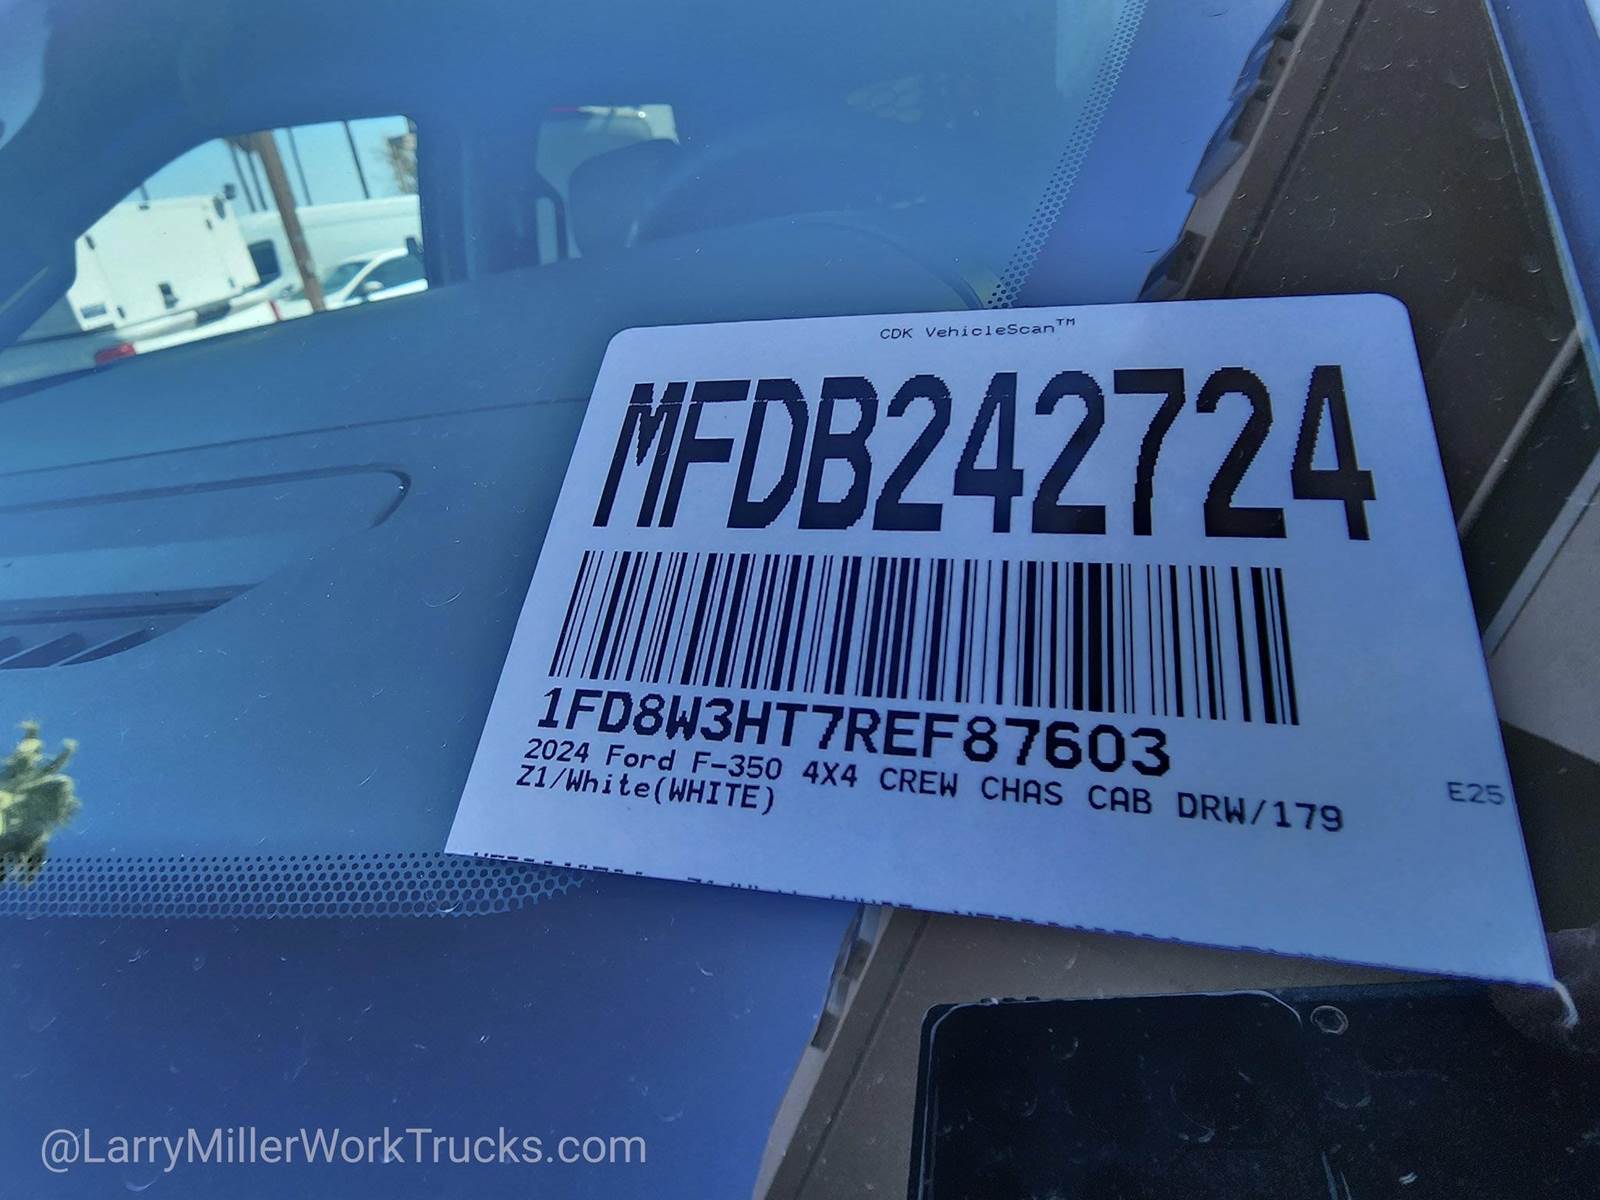 CDK VehicleScan™
MFDB242724
1FD8W3HT7REF87603
2024 Ford F-350 4X4 CREW CHAS CAB DRW/179
Z1/White(WHITE)
E25
@LarryMillerWorkTrucks.com